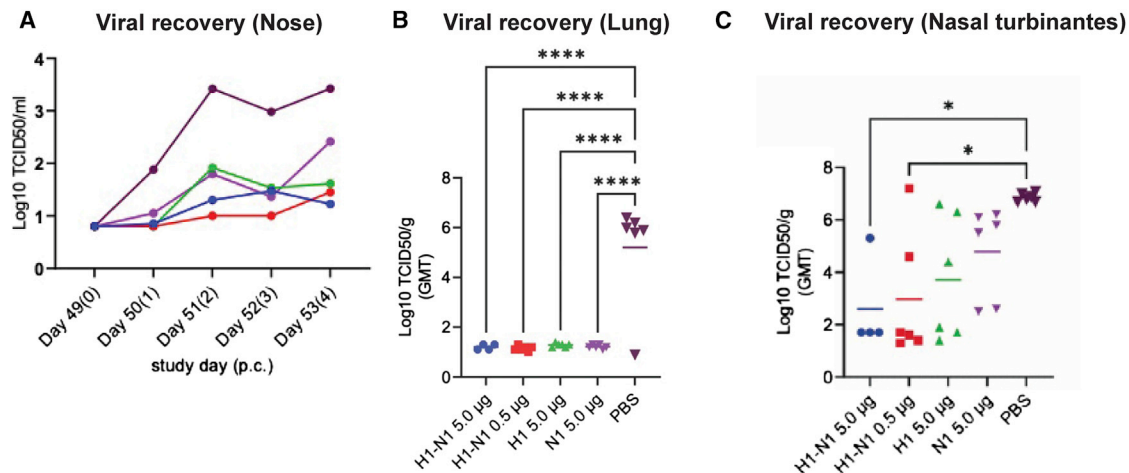 A Viral recovery (Nose)
Log10 TCID50/ml
4
3
2
1
0
Day 49(0)
Day 50(1)
Day 51(2)
Day 52(3)
Day 53(4)
study day (p.c.)
B Viral recovery (Lung)
****
****
****
****
Log10 TCID50/g
(GMT)
8
6
4
2
0
H1-N1 5.0 µg
H1-N1 0.5 µg
H1 5.0 µg
N1 5.0 µg
PBS
C Viral recovery (Nasal turbinantes)
*
*
Log10 TCID50/g
(GMT)
8
6
4
2
0
H1-N1 5.0 µg
H1-N1 0.5 µg
H1 5.0 µg
N1 5.0 µg
PBS